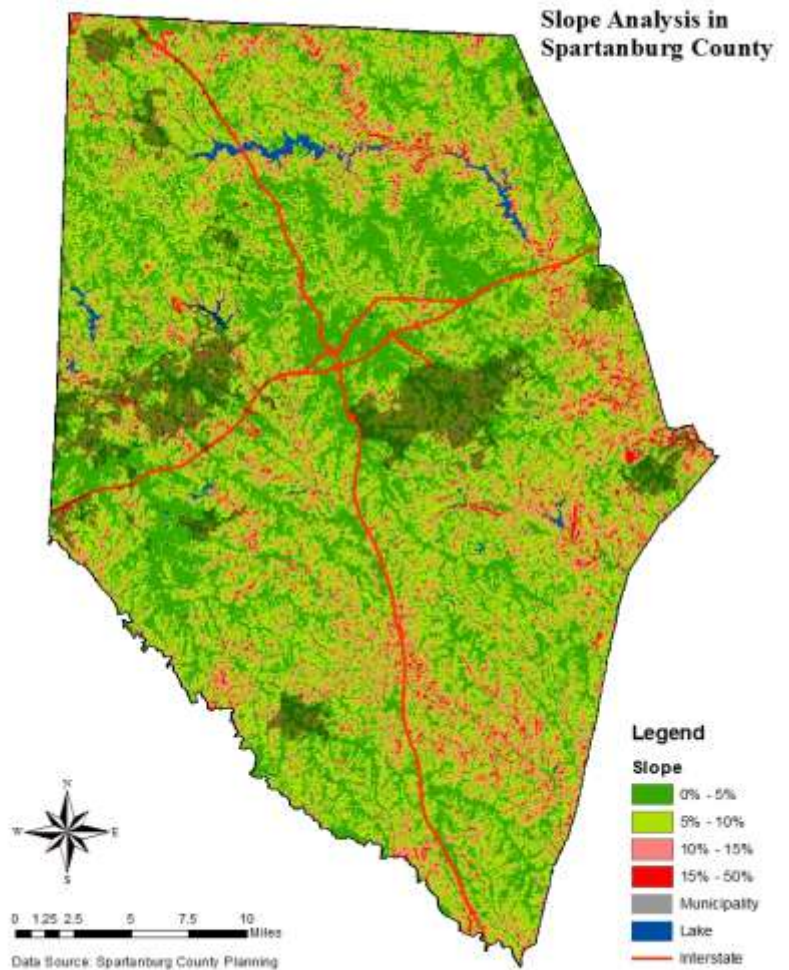 Slope Analysis in
Spartanburg County
Legend
Slope
0% - 5%
5% - 10%
10% - 15%
15% - 50%
Municipality
Lake
Interstate
N
W E
S
0 1.25 2.5 5 7.5 10
Miles
Data Source: Spartanburg County Planning